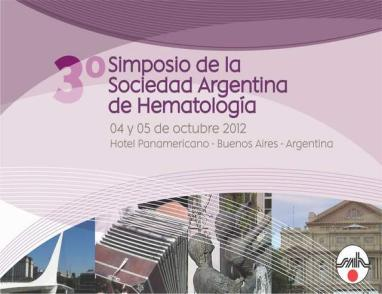 3º Simposio de la
Sociedad Argentina
de Hematología
04 y 05 de octubre 2012
Hotel Panamericano - Buenos Aires - Argentina